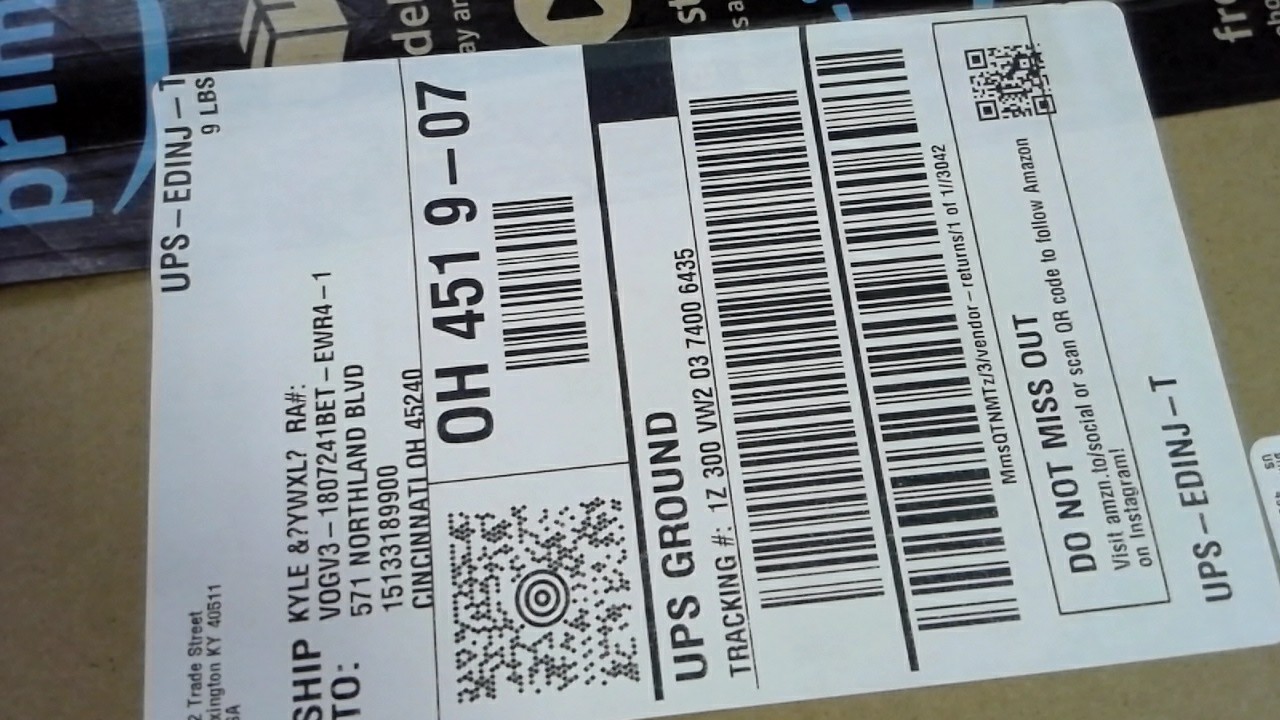 prim
UPS-EDINJ-T
9 LBS
2 Trade Street
xington KY 40511
SHIP
TO:
KYLE &?YWXL? RA#:
VOGV3-1807241BET-EWR4-1
571 NORTHLAND BLVD
15133189900
CINCINNATI OH 45240
OH 451 9-07
UPS GROUND
TRACKING #: 1Z 300 VW2 03 7400 6435
MmsQTNMTz/3/vendor-returns/1 of 1//3042
DO NOT MISS OUT
Visit amzn.to/social or scan QR code to follow Amazon
on Instagram!
UPS-EDINJ-T